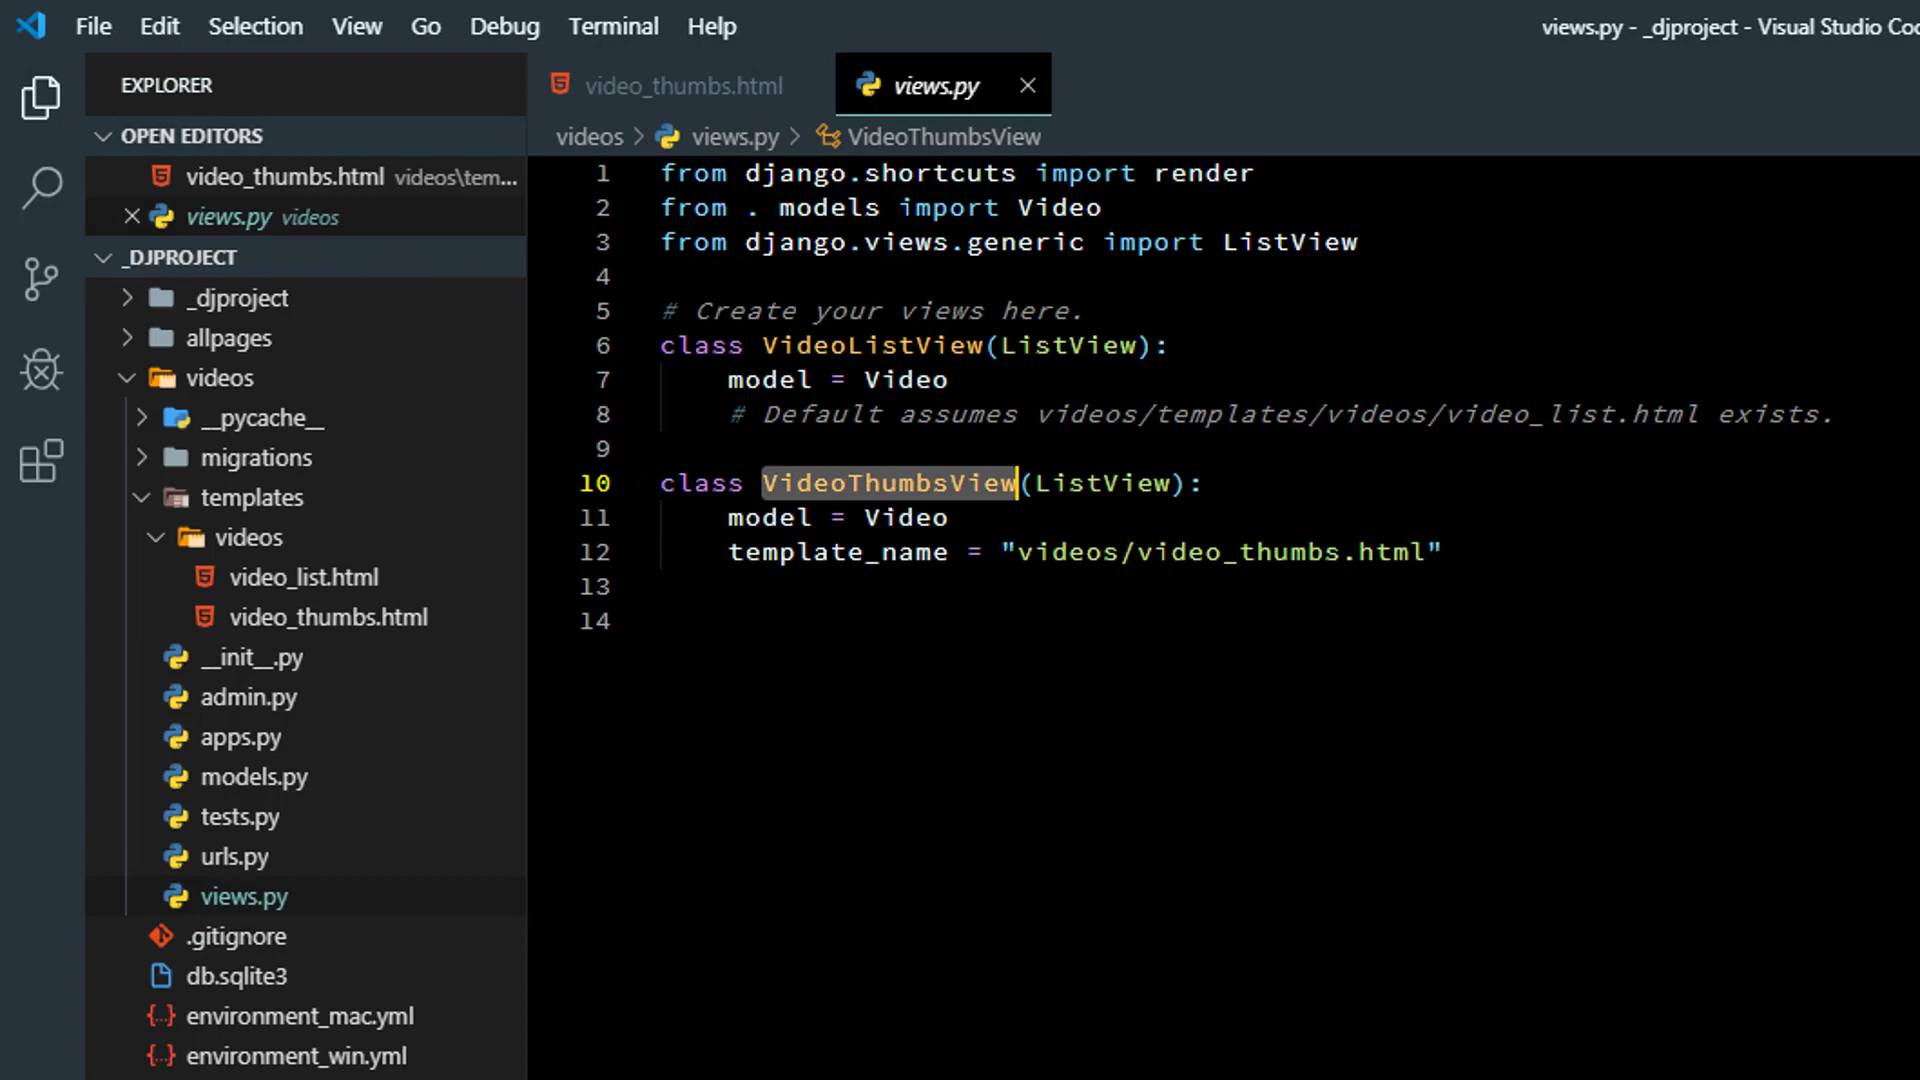 File Edit Selection View Go Debug Terminal Help
views.py - _djproject - Visual Studio
EXPLORER
OPEN EDITORS
video_thumbs.html videos\tem...
views.py videos
_DJPROJECT
_djproject
allpages
videos
__pycache__
migrations
templates
videos
video_list.html
video_thumbs.html
__init__.py
admin.py
apps.py
models.py
tests.py
urls.py
views.py
.gitignore
db.sqlite3
environment_mac.yml
environment_win.yml
video_thumbs.html views.py
videos > views.py > VideoThumbsView
1 from django.shortcuts import render
2 from . models import Video
3 from django.views.generic import ListView
4
5 # Create your views here.
6 class VideoListView(ListView):
7 model = Video
8 # Default assumes videos/templates/videos/video_list.html exists.
9
10 class VideoThumbsView(ListView):
11 model = Video
12 template_name = "videos/video_thumbs.html"
13
14